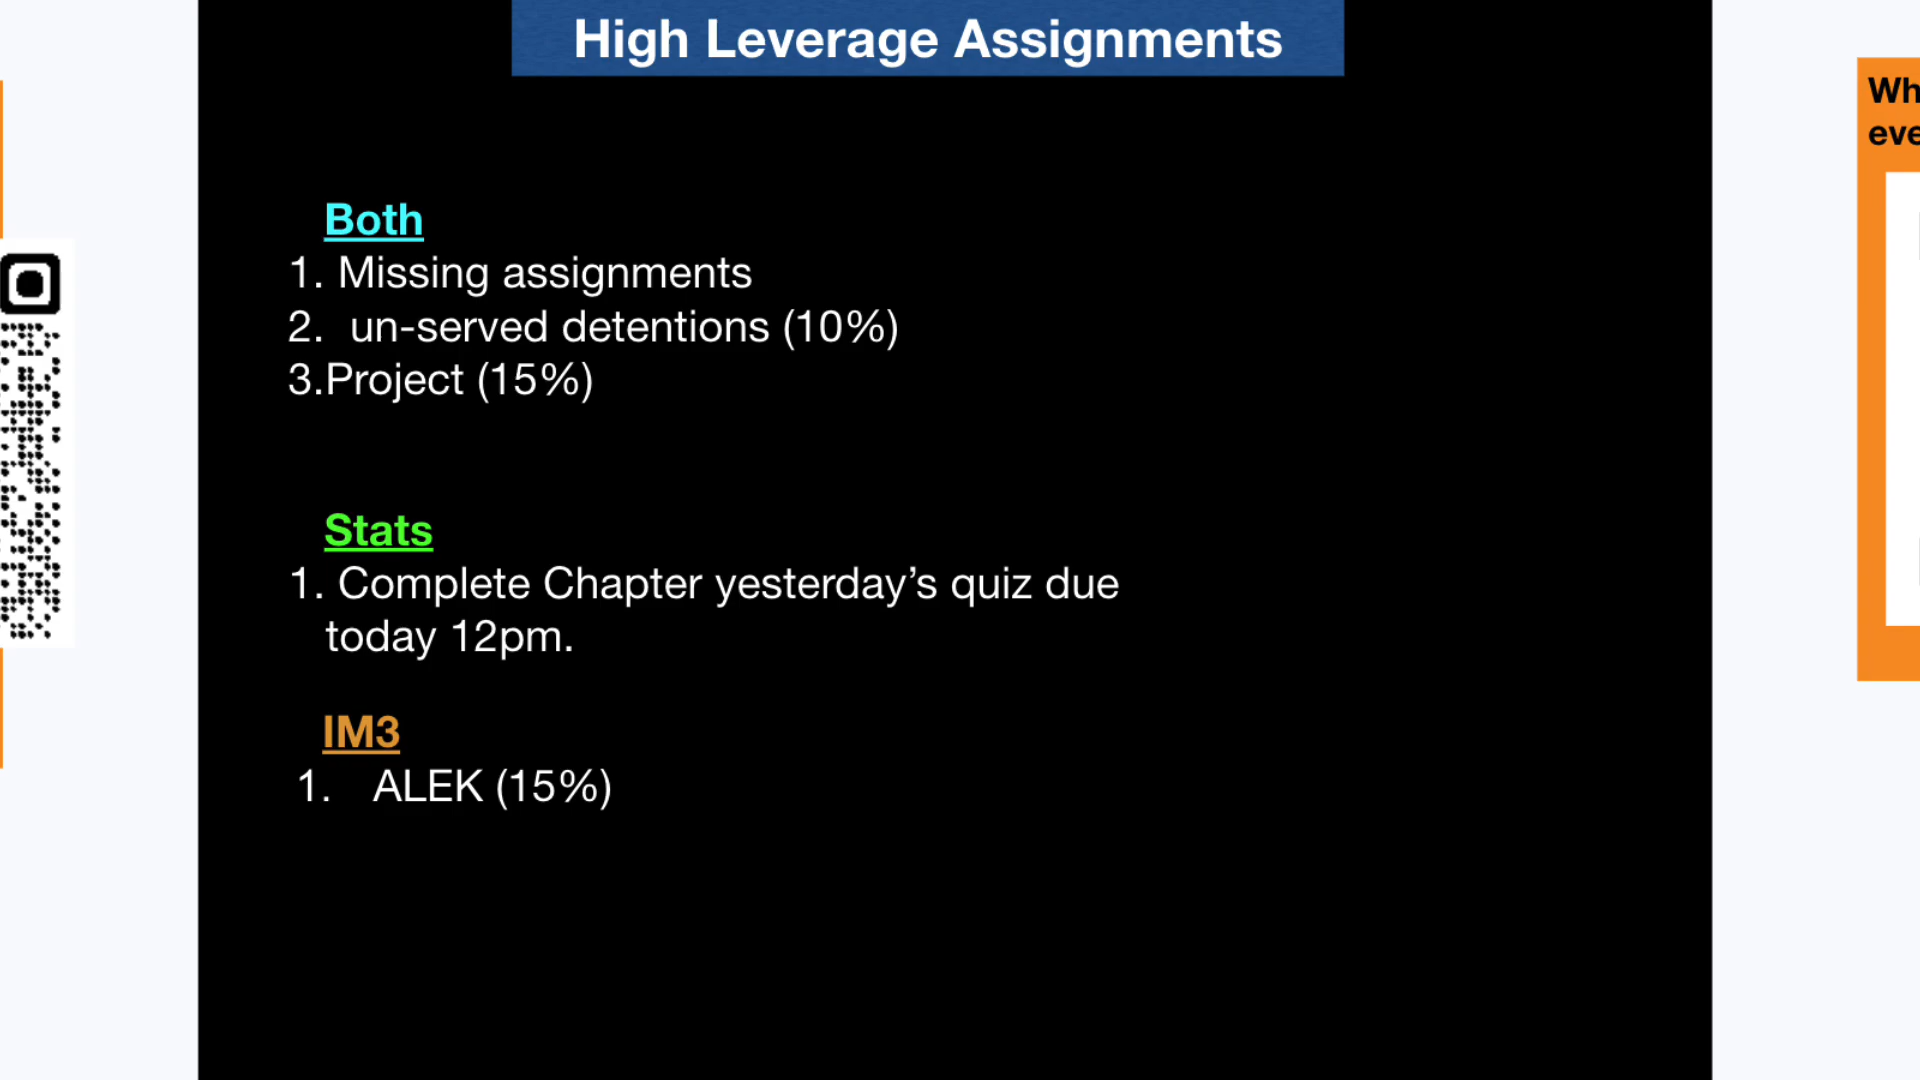 High Leverage Assignments
Both
1. Missing assignments
2. un-served detentions (10%)
3.Project (15%)
Stats
1. Complete Chapter yesterday’s quiz due
today 12pm.
IM3
1. ALEK (15%)